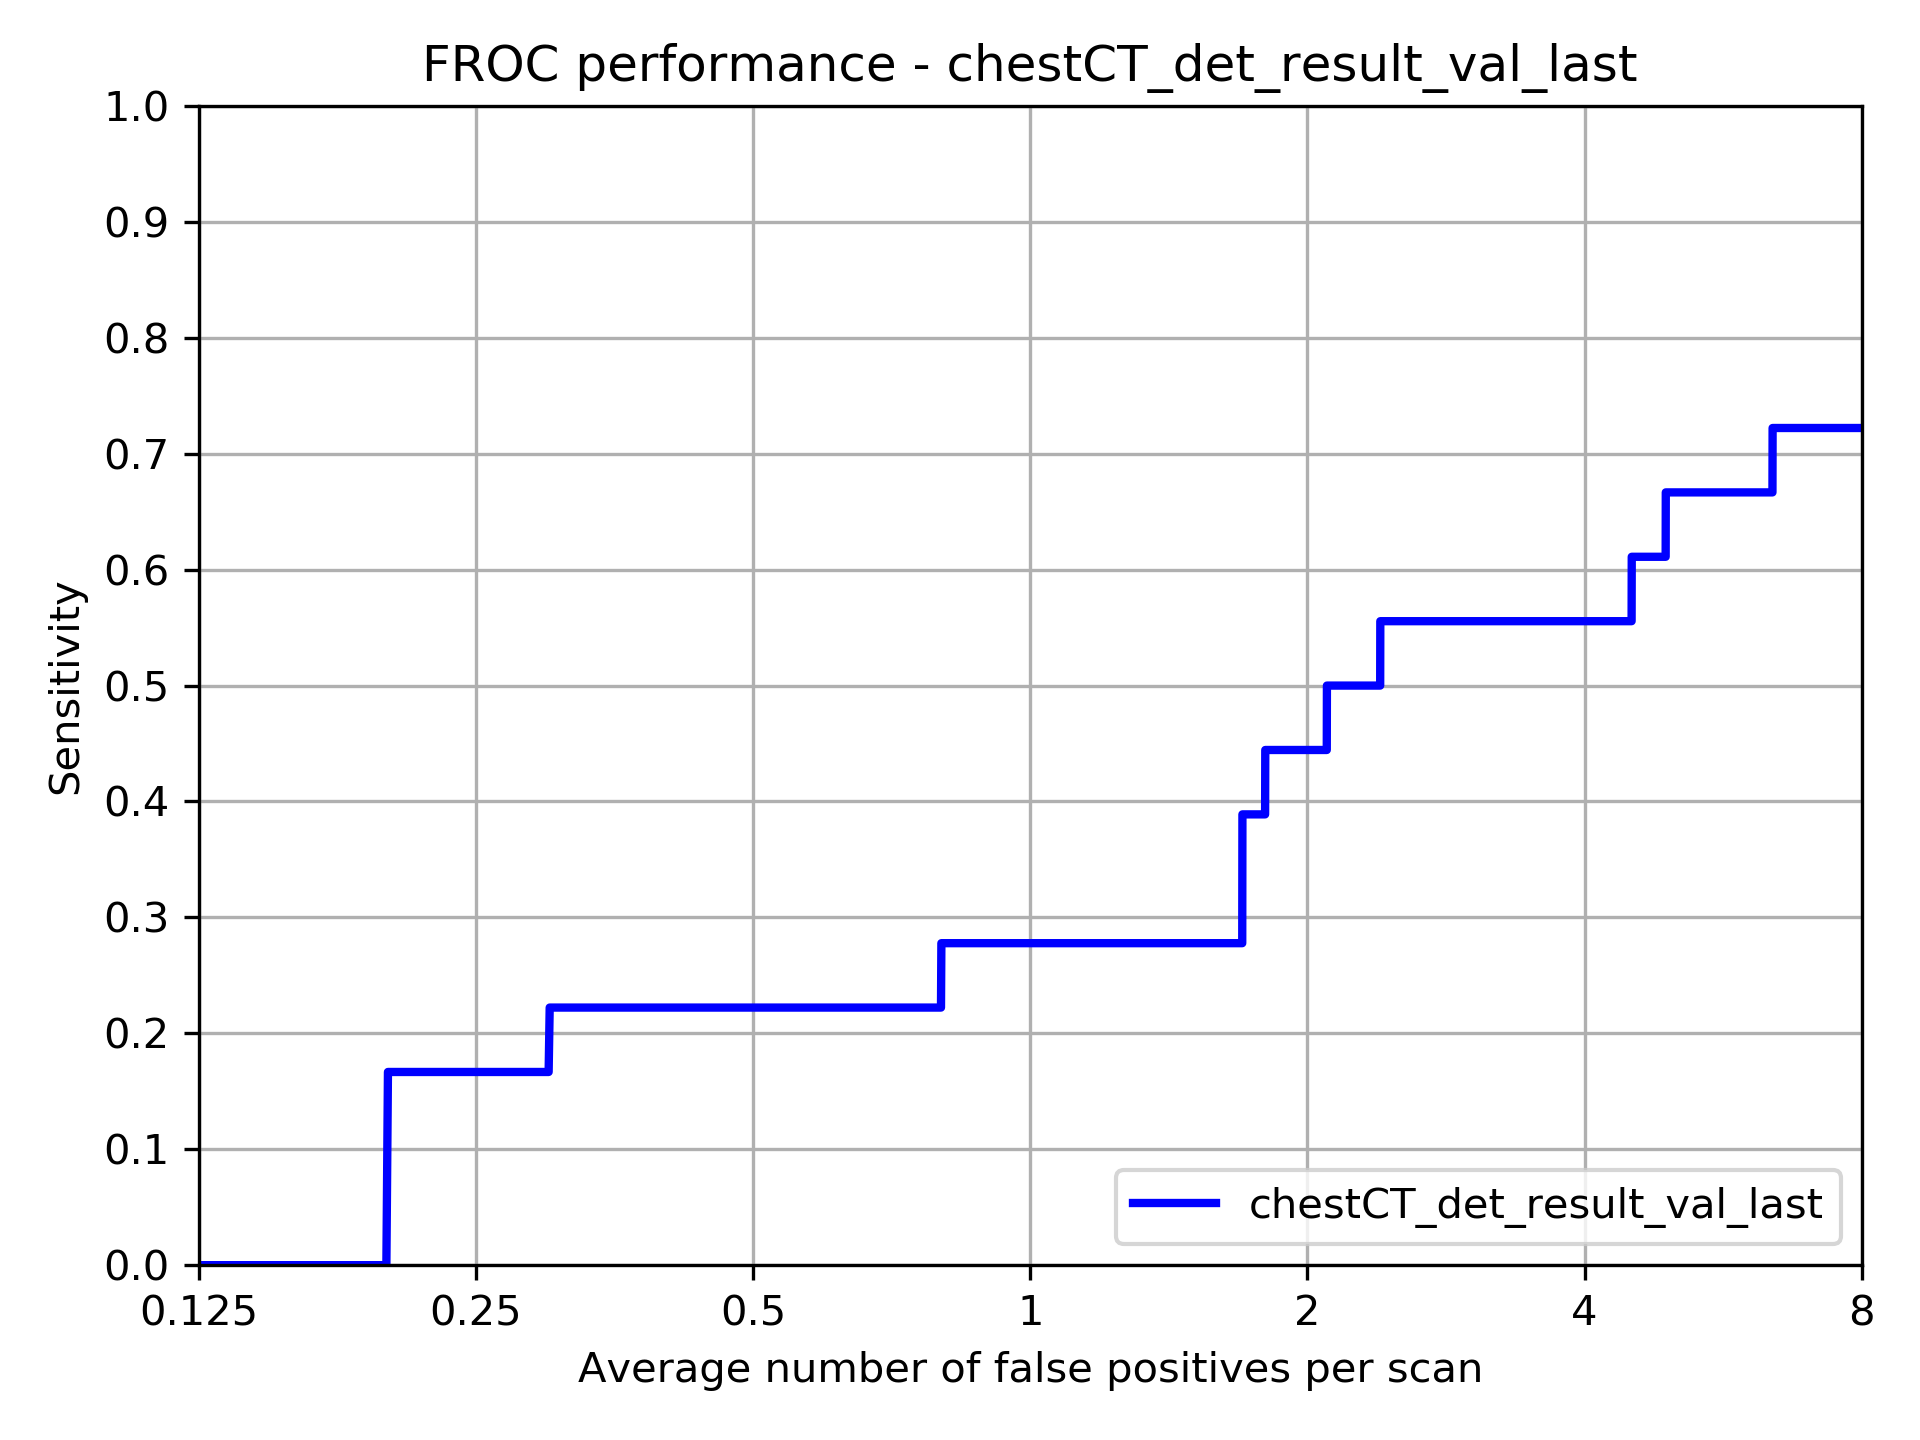 FROC performance - chestCT_det_result_val_last
1.0
0.9
0.8
0.7
0.6
0.5
0.4
0.3
0.2
0.1
0.0
Sensitivity
chestCT_det_result_val_last
0.125 0.25 0.5 1 2 4 8
Average number of false positives per scan